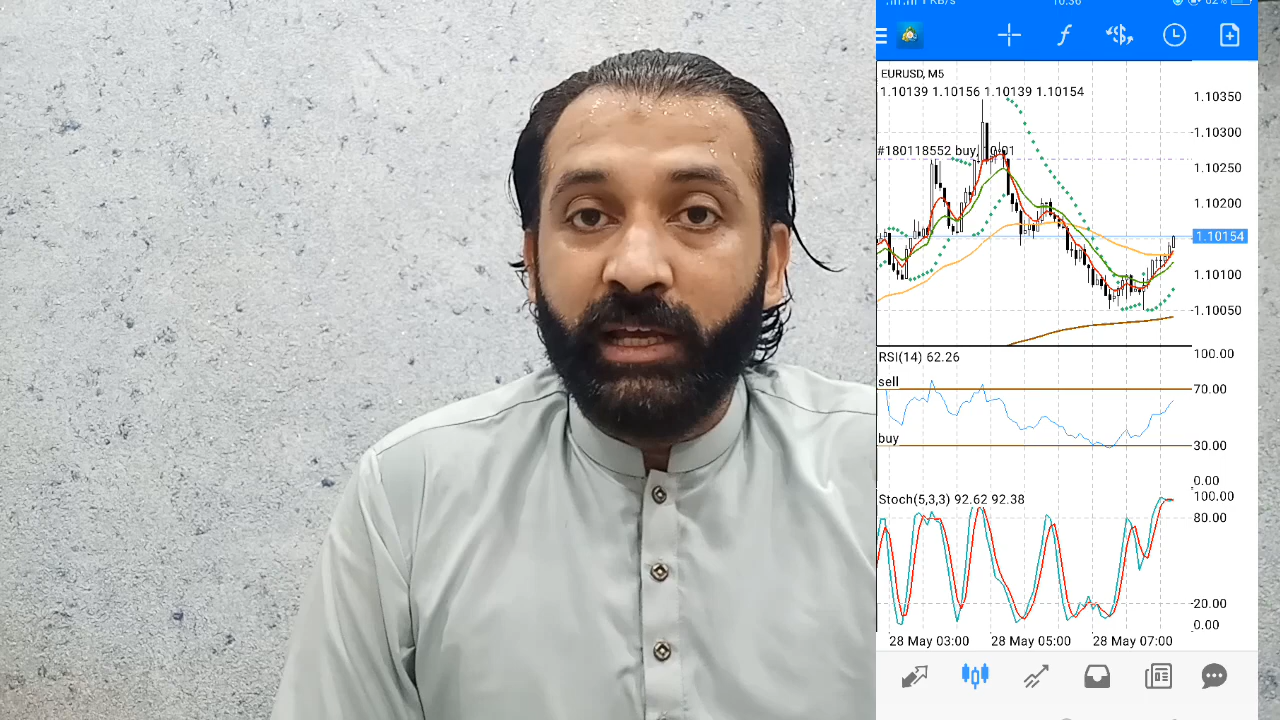 EURUSD, M5
1.10139 1.10156 1.10139 1.10154
1.10350
1.10300
#180118552 buy,
1.10250
1.10200
1.10154
1.10100
1.10050
RSI(14) 62.26
100.00
sell
70.00
buy
30.00
0.00
Stoch(5,3,3) 92.62 92.38
100.00
80.00
20.00
0.00
28 May 03:00 28 May 05:00 28 May 07:00